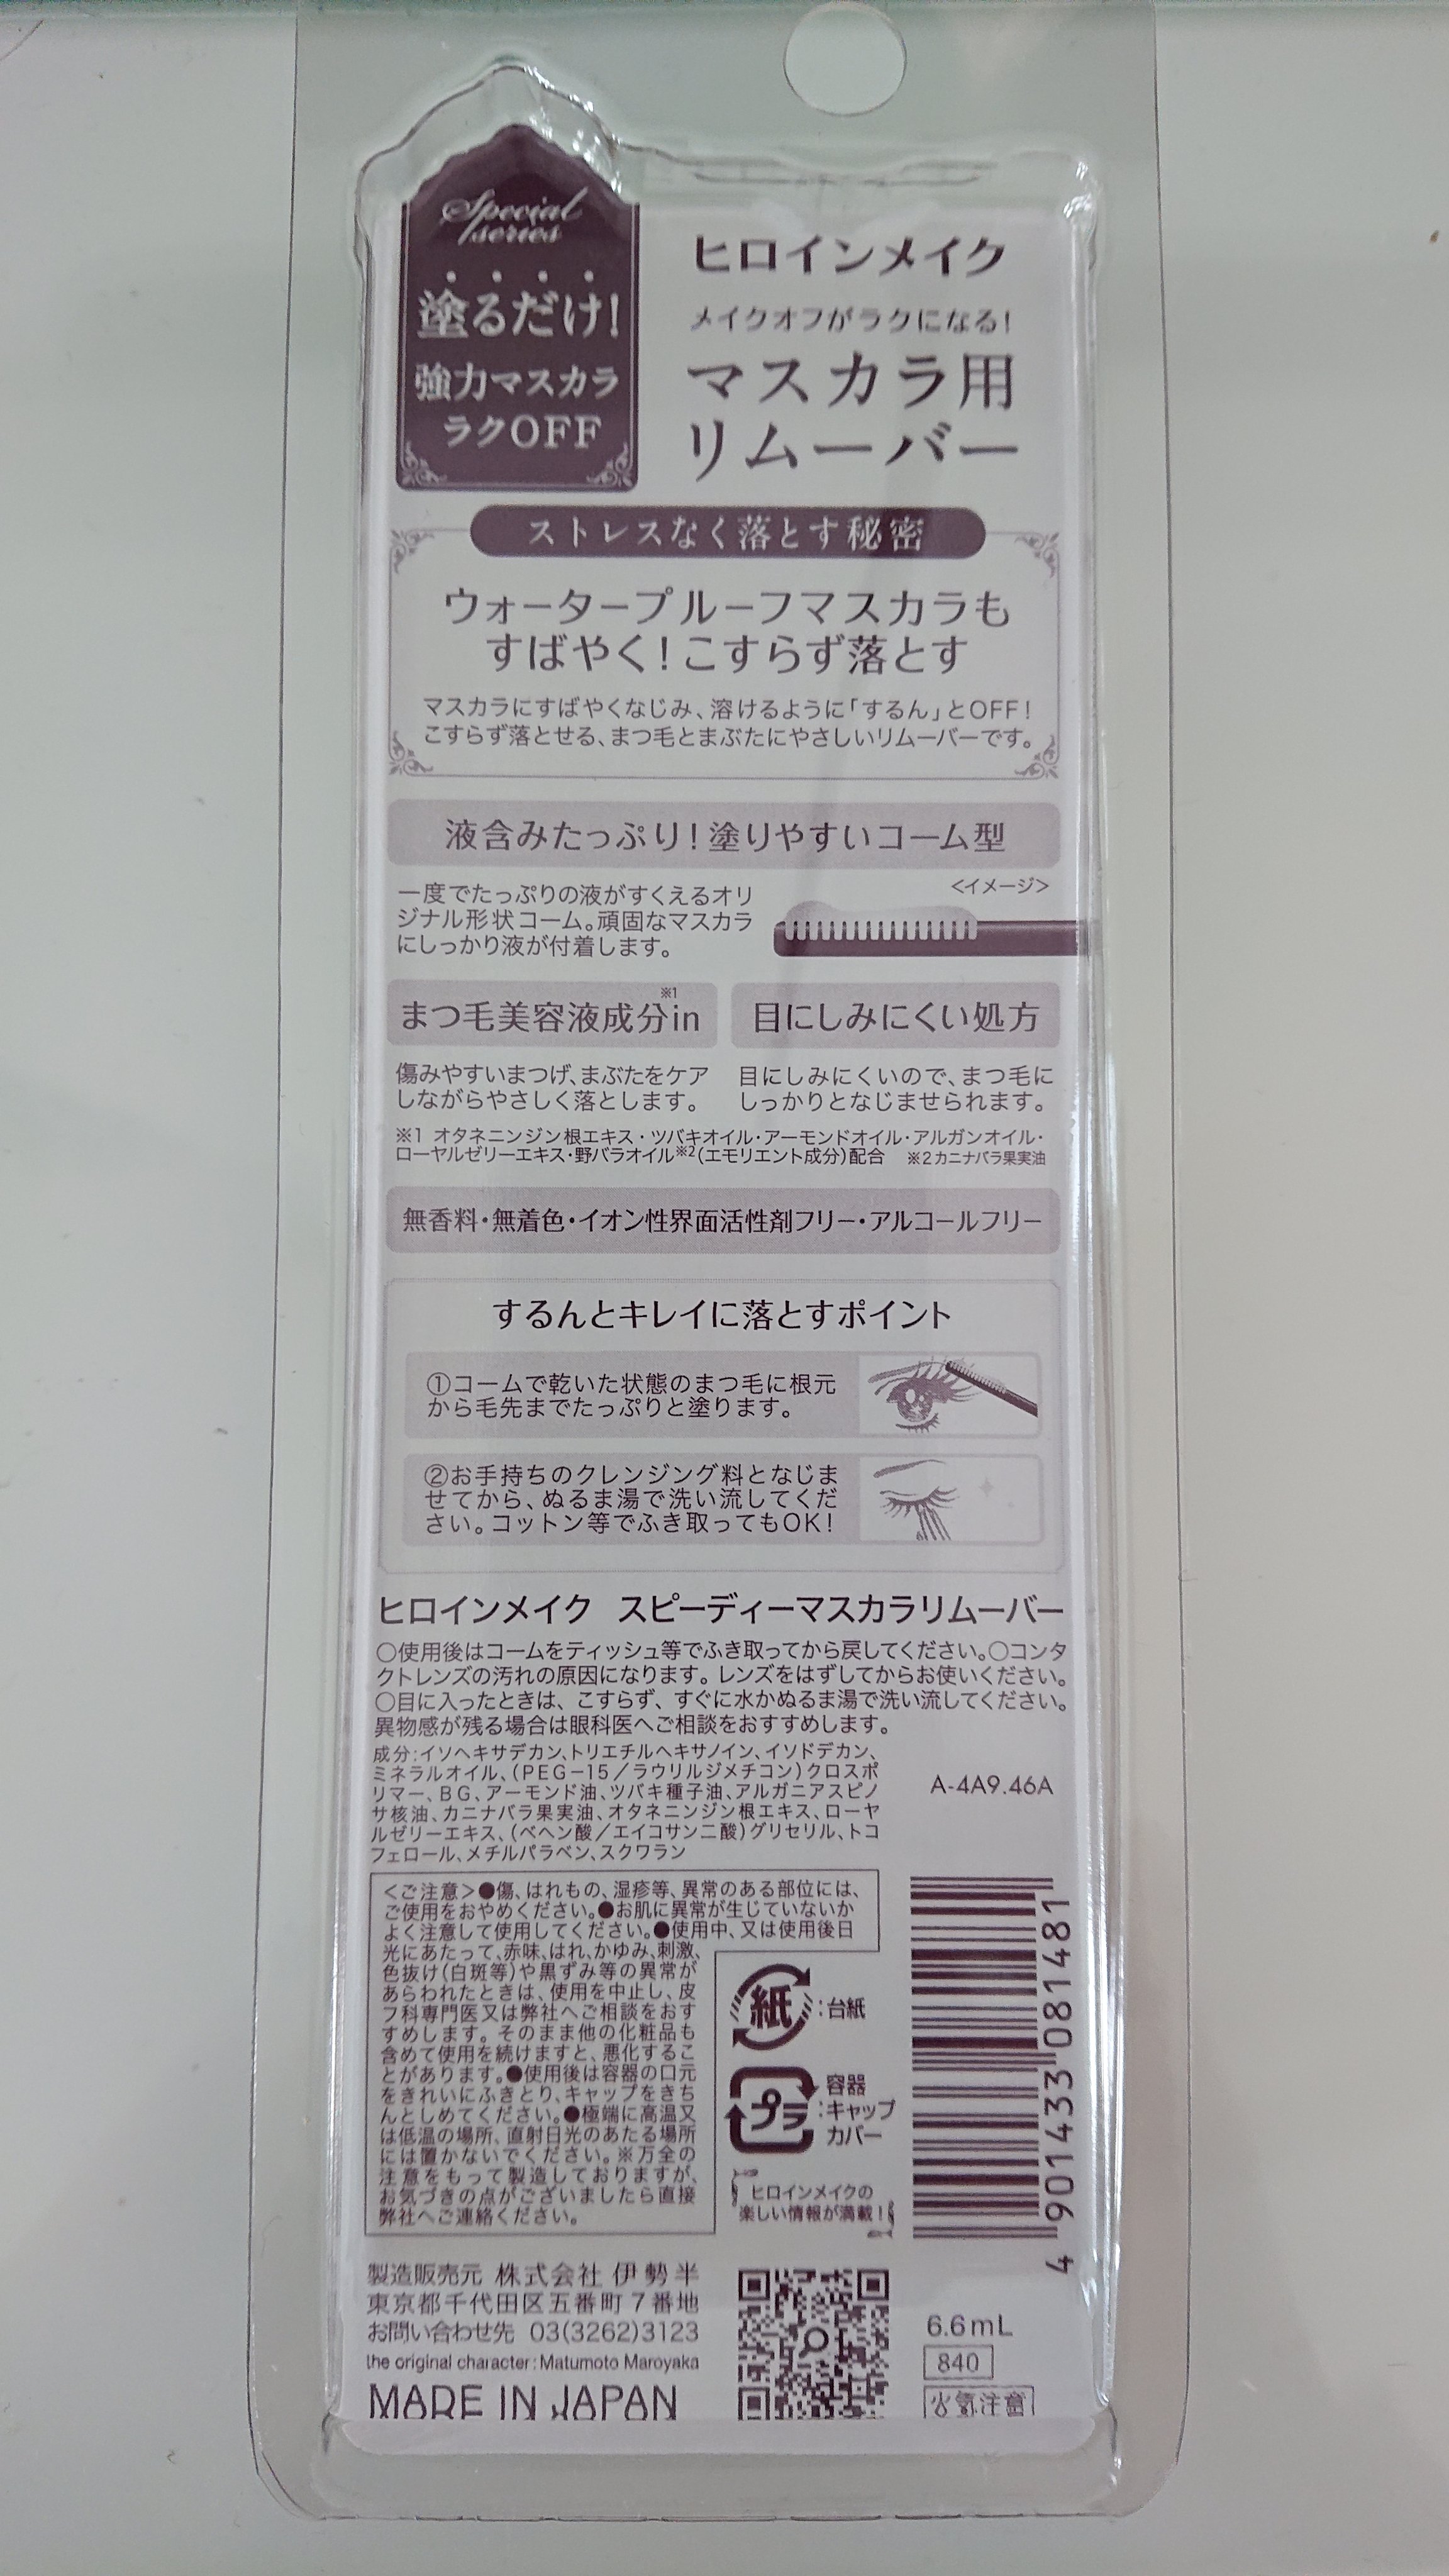 Special
series
塗るだけ!
強力マスカラ
ラクOFF
ヒロインメイク
メイクオフがラクになる!
マスカラ用
リムーバー
ストレスなく落とす秘密
ウォータープルーフマスカラも
すばやく!こすらず落とす
マスカラにすばやくなじみ、溶けるように「するん」とOFF!
こすらず落とせる、まつ毛とまぶたにやさしいリムーバーです。
液含みたっぷり!塗りやすいコーム型
一度でたっぷりの液がすくえるオリ
ジナル形状コーム。頑固なマスカラ
にしっかり液が付着します。
<イメージ>
まつ毛美容液成分※1in
傷みやすいまつげ、まぶたをケア
しながらやさしく落とします。
目にしみにくい処方
目にしみにくいので、まつ毛に
しっかりとなじませられます。
※1 オタネニンジン根エキス・ツバキオイル・アーモンドオイル・アルガンオイル・
ローヤルゼリーエキス・野バラオイル※2(エモリエント成分)配合 ※2カニナバラ果実油
無香料・無着色・イオン性界面活性剤フリー・アルコールフリー
するんとキレイに落とすポイント
①コームで乾いた状態のまつ毛に根元
から毛先までたっぷりと塗ります。
②お手持ちのクレンジング料となじま
せてから、ぬるま湯で洗い流してくだ
さい。コットン等でふき取ってもOK!
ヒロインメイク スピーディーマスカラリムーバー
○使用後はコームをティッシュ等でふき取ってから戻してください。○コンタ
クトレンズの汚れの原因になります。レンズをはずしてからお使いください。
○目に入ったときは、こすらず、すぐに水かぬるま湯で洗い流してください。
異物感が残る場合は眼科医へご相談をおすすめします。
成分:イソヘキサデカン、トリエチルヘキサノイン、イソドデカン、
ミネラルオイル、(PEG-15/ラウリルジメチコン)クロスポ
リマー、BG、アーモンド油、ツバキ種子油、アルガニアスピノ
サ核油、カニナバラ果実油、オタネニンジン根エキス、ローヤ
ルゼリーエキス、(ベヘン酸/エイコサン二酸)グリセリル、トコ
フェロール、メチルパラベン、スクワラン
A-4A9.46A
<ご注意>●傷、はれもの、湿疹等、異常のある部位には、
ご使用をおやめください。●お肌に異常が生じていないか
よく注意して使用してください。●使用中、又は使用後日
光にあたって、赤味、はれ、かゆみ、刺激、
色抜け(白斑等)や黒ずみ等の異常が
あらわれたときは、使用を中止し、皮
フ科専門医又は弊社へご相談をおす
すめします。そのまま他の化粧品も
含めて使用を続けますと、悪化するこ
とがあります。●使用後は容器の口元
をきれいにふきとり、キャップをきち
んとしめてください。●極端に高温又
は低温の場所、直射日光のあたる場所
には置かないでください。※万全の
注意をもって製造しておりますが、
お気づきの点がございましたら直接
弊社へご連絡ください。
紙:台紙
プラ:容器
キャップ
カバー
ヒロインメイクの
楽しい情報が満載!
4 901433 081481
製造販売元 株式会社 伊勢半
東京都千代田区五番町7番地
お問い合わせ先 03(3262)3123
the original character:Matumoto Maroyaka
MADE IN JAPAN
6.6mL
840
火気注意